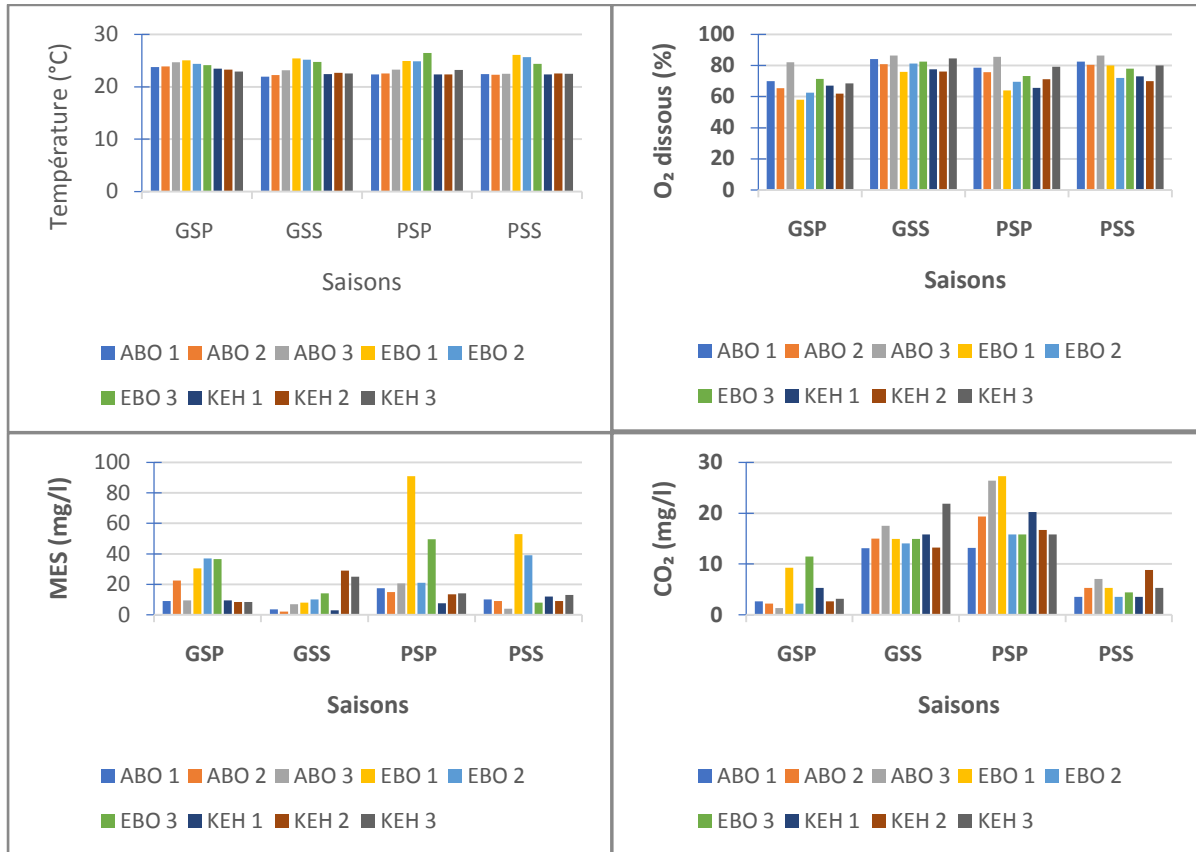 Température (°C)
30
20
10
0
GSP GSS PSP PSS
Saisons
ABO 1 ABO 2 ABO 3 EBO 1 EBO 2
EBO 3 KEH 1 KEH 2 KEH 3
O₂ dissous (%)
100
80
60
40
20
0
GSP GSS PSP PSS
Saisons
ABO 1 ABO 2 ABO 3 EBO 1 EBO 2
EBO 3 KEH 1 KEH 2 KEH 3
MES (mg/l)
100
80
60
40
20
0
GSP GSS PSP PSS
Saisons
ABO 1 ABO 2 ABO 3 EBO 1 EBO 2
EBO 3 KEH 1 KEH 2 KEH 3
CO₂ (mg/l)
30
20
10
0
GSP GSS PSP PSS
Saisons
ABO 1 ABO 2 ABO 3 EBO 1 EBO 2
EBO 3 KEH 1 KEH 2 KEH 3